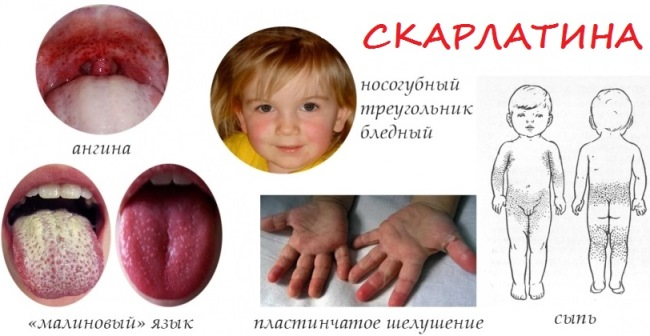 СКАРЛАТИНА
носогубный
треугольник
бледный
ангина
«малиновый» язык
пластинчатое шелушение
сыпь